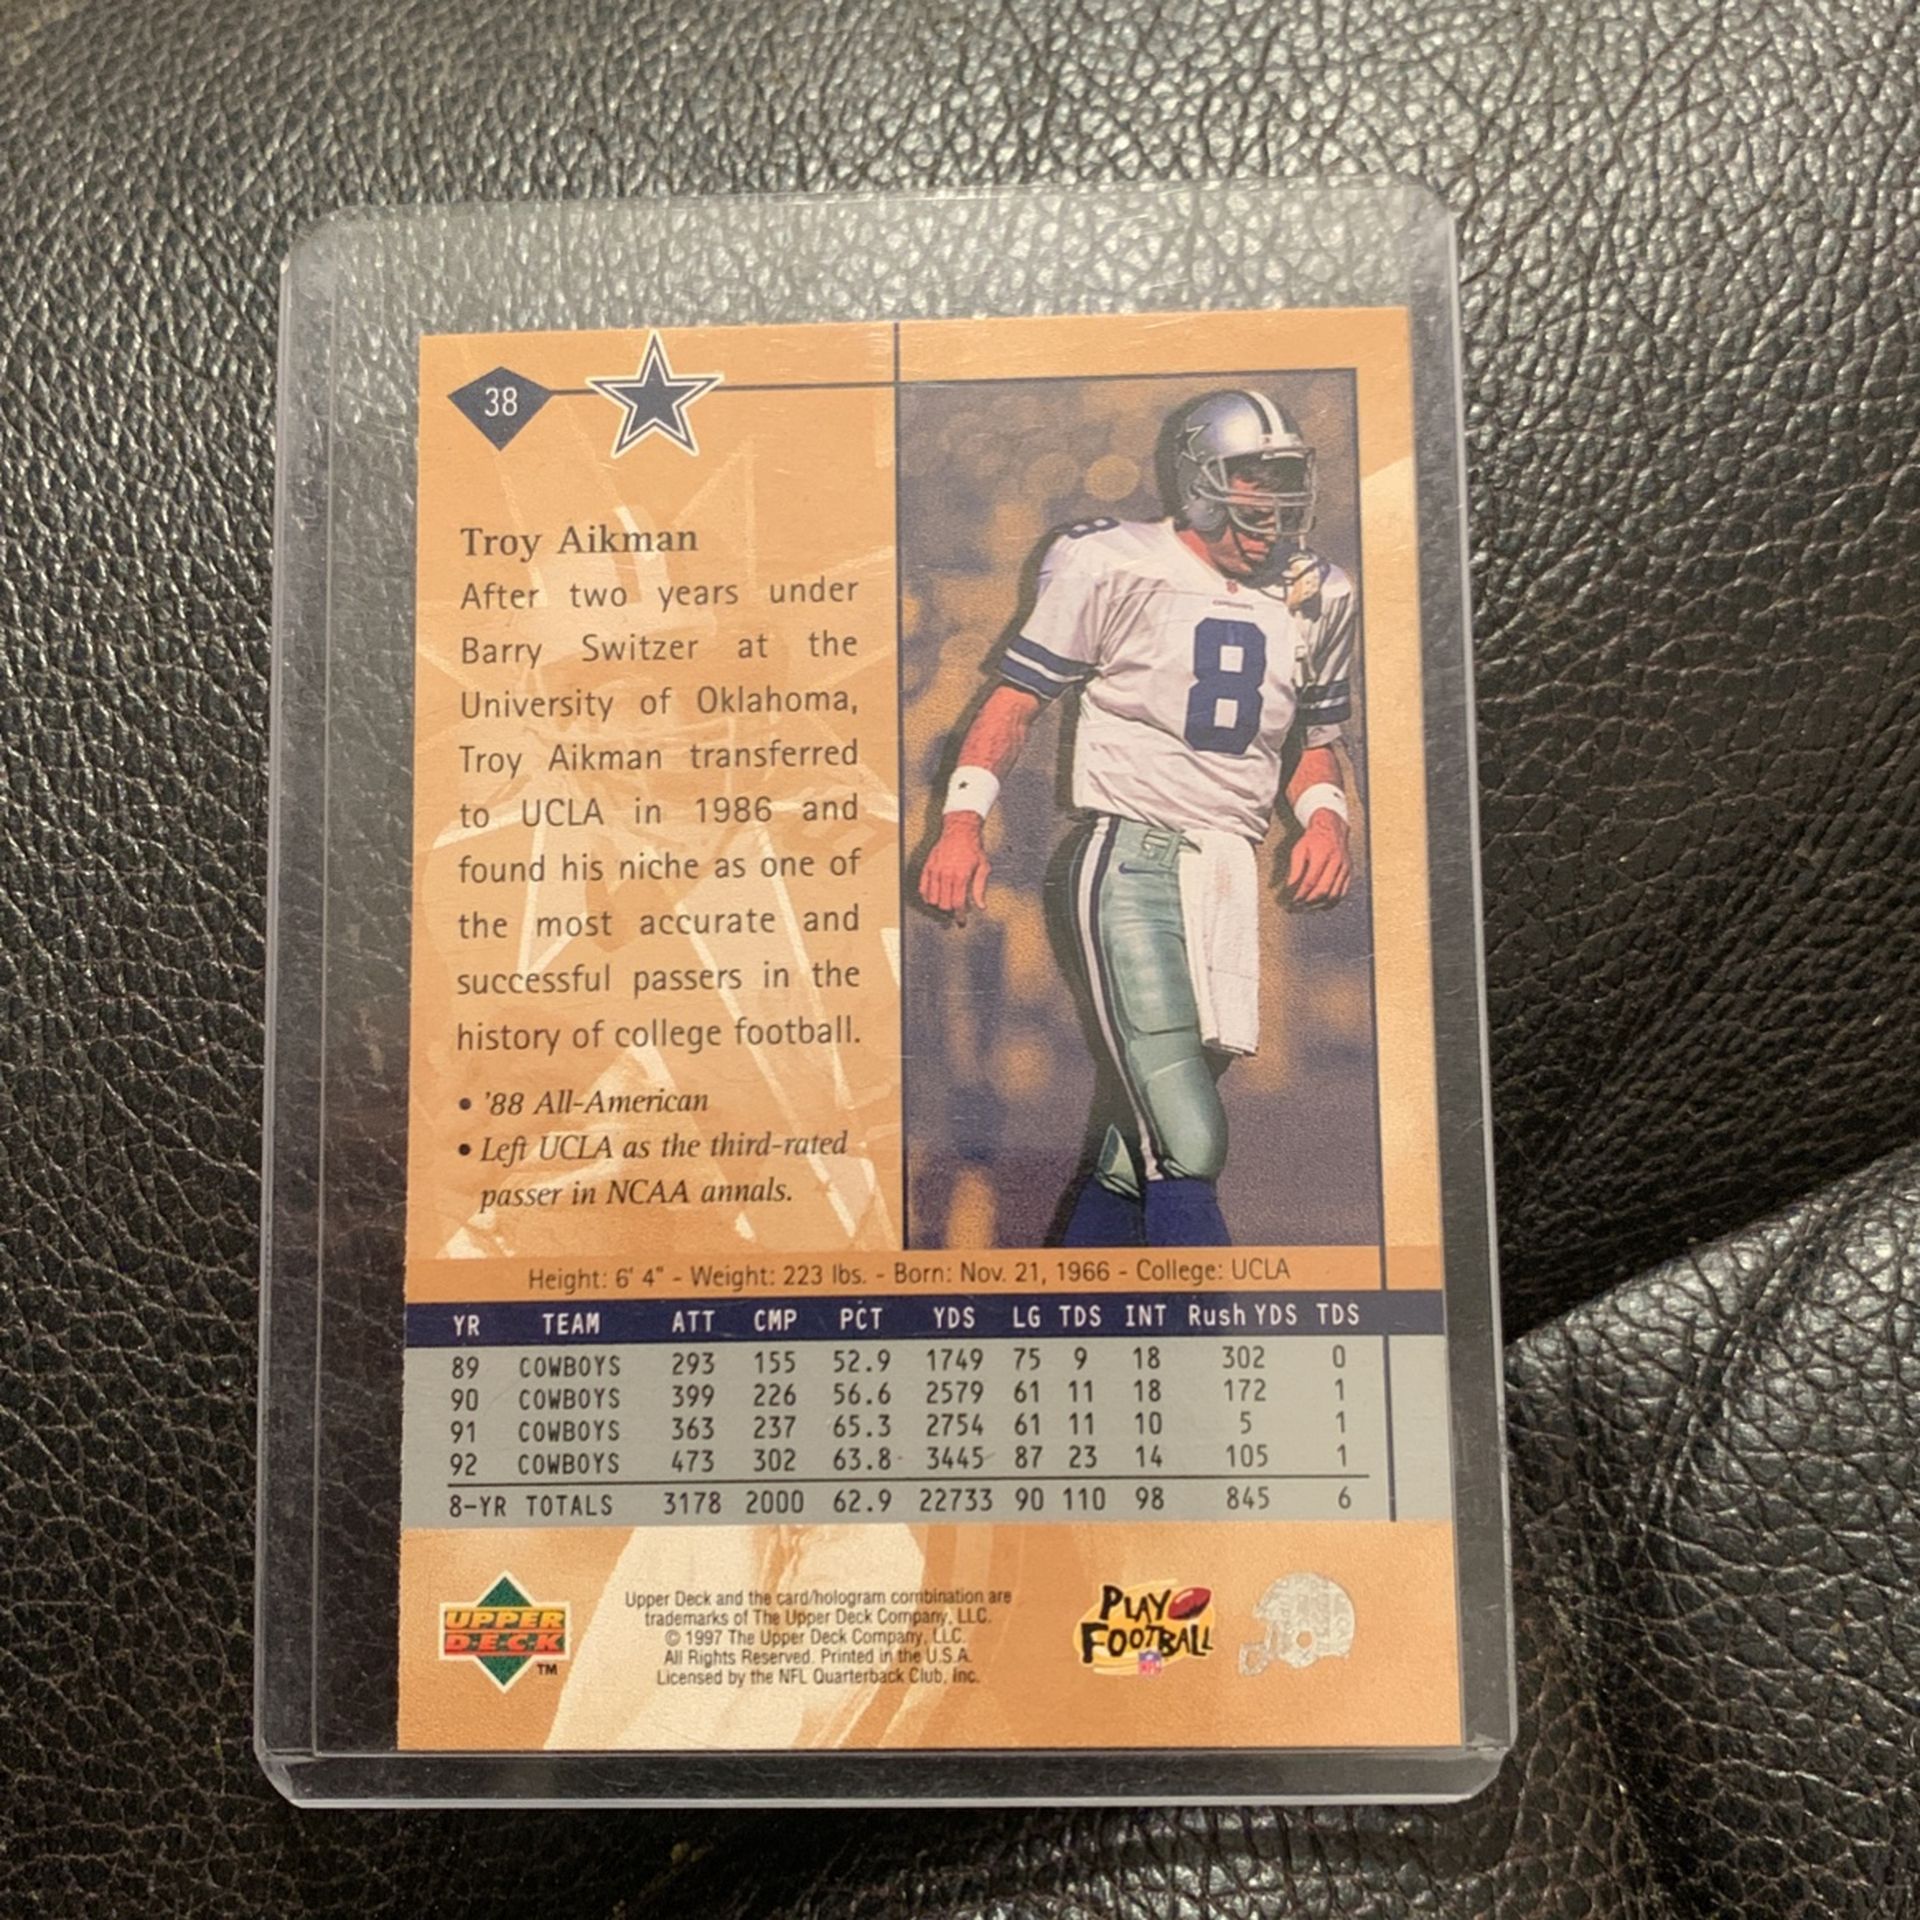 38
Troy Aikman
After two years under
Barry Switzer at the
University of Oklahoma,
Troy Aikman transferred
to UCLA in 1986 and
found his niche as one of
the most accurate and
successful passers in the
history of college football.
• '88 All-American
• Left UCLA as the third-rated
passer in NCAA annals.
8
8
Height: 6' 4" - Weight: 223 lbs. - Born: Nov. 21, 1966 - College: UCLA
YR TEAM ATT CMP PCT YDS LG TDS INT Rush YDS TDS
89 COWBOYS 293 155 52.9 1749 75 9 18 302 0
90 COWBOYS 399 226 56.6 2579 61 11 18 172 1
91 COWBOYS 363 237 65.3 2754 61 11 10 5 1
92 COWBOYS 473 302 63.8 3445 87 23 14 105 1
8-YR TOTALS 3178 2000 62.9 22733 90 110 98 845 6
UPPER
DECK
TM
Upper Deck and the card/hologram combination are
trademarks of The Upper Deck Company, LLC.
© 1997 The Upper Deck Company, LLC.
All Rights Reserved. Printed in the U.S.A.
Licensed by the NFL Quarterback Club, Inc.
PLAY
FOOTBALL
NFL